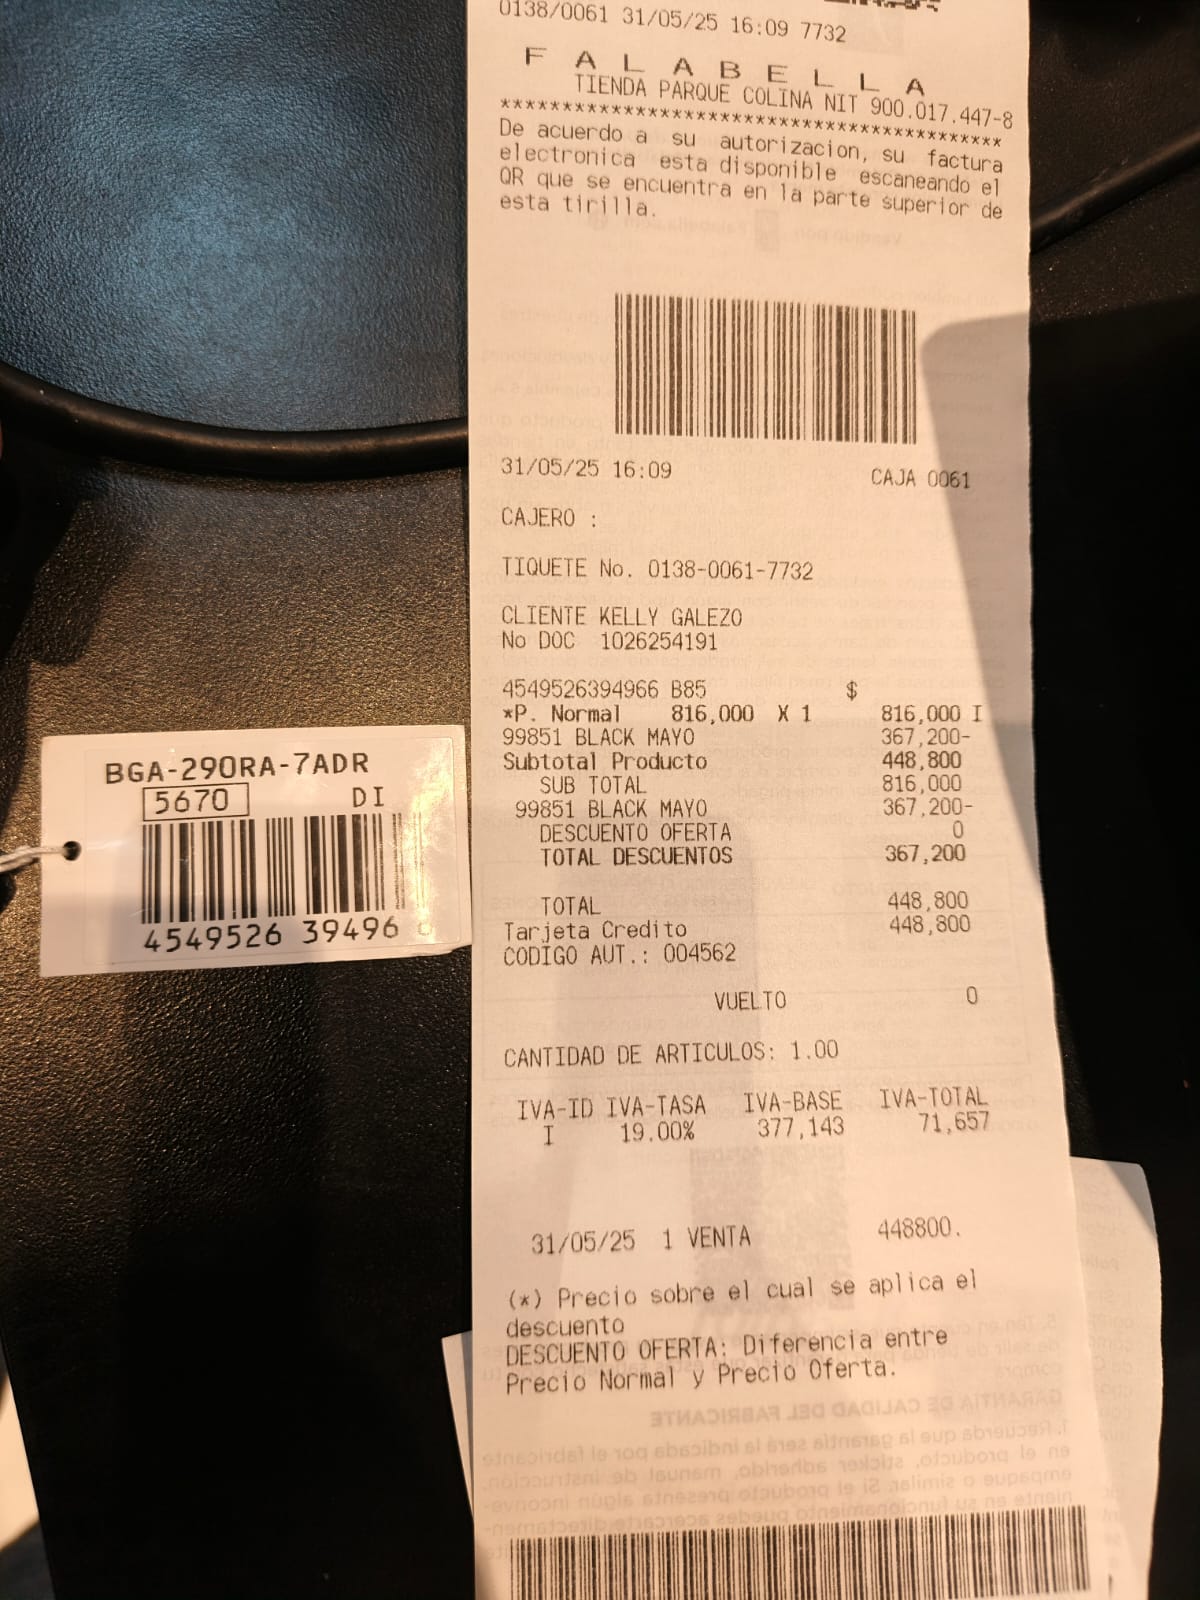 0138/0061 31/05/25 16:09 7732
F A L A B E L L A
TIENDA PARQUE COLINA NIT 900.017.447-8
******************************************
De acuerdo a su autorizacion, su factura
electronica esta disponible escaneando el
QR que se encuentra en la parte superior de
esta tirilla.
31/05/25 16:09 CAJA 0061
CAJERO :
TIQUETE No. 0138-0061-7732
CLIENTE KELLY GALEZO
No DOC 1026254191
4549526394966 B85 $
*P. Normal 816,000 X 1 816,000 I
99851 BLACK MAYO 367,200-
Subtotal Producto 448,800
SUB TOTAL 816,000
99851 BLACK MAYO 367,200-
DESCUENTO OFERTA 0
TOTAL DESCUENTOS 367,200
TOTAL 448,800
Tarjeta Credito 448,800
CODIGO AUT.: 004562
VUELTO 0
CANTIDAD DE ARTICULOS: 1.00
IVA-ID IVA-TASA IVA-BASE IVA-TOTAL
I 19.00% 377,143 71,657
31/05/25 1 VENTA 448800.
(*) Precio sobre el cual se aplica el
descuento
DESCUENTO OFERTA: Diferencia entre
Precio Normal y Precio Oferta.
BGA-290RA-7ADR
5670 DI
4549526 39496